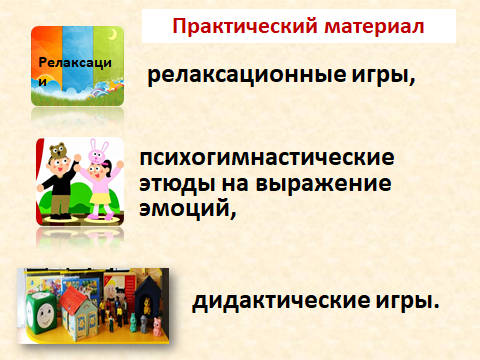 Практический материал
Релаксаци
и
релаксационные игры,
психогимнастические
этюды на выражение
эмоций,
дидактические игры.